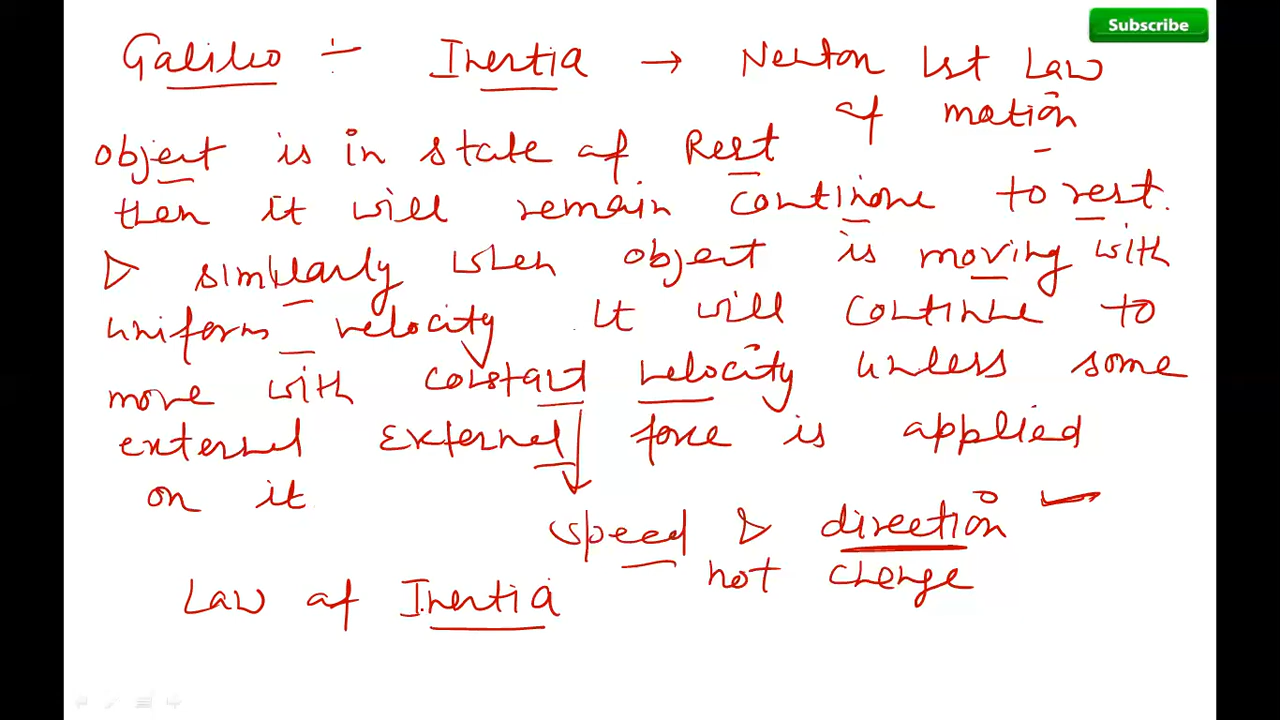 Subscribe
Galileo ÷ Inertia → Newton 1st Law
of motion
object is in state of Rest
then it will remain continone to rest.
& similarly when object is moving with
uniform velocity It will continue to
move with constant velocity unless some
external external force is applied
on it
speed & direction
not change
Law of Inertia